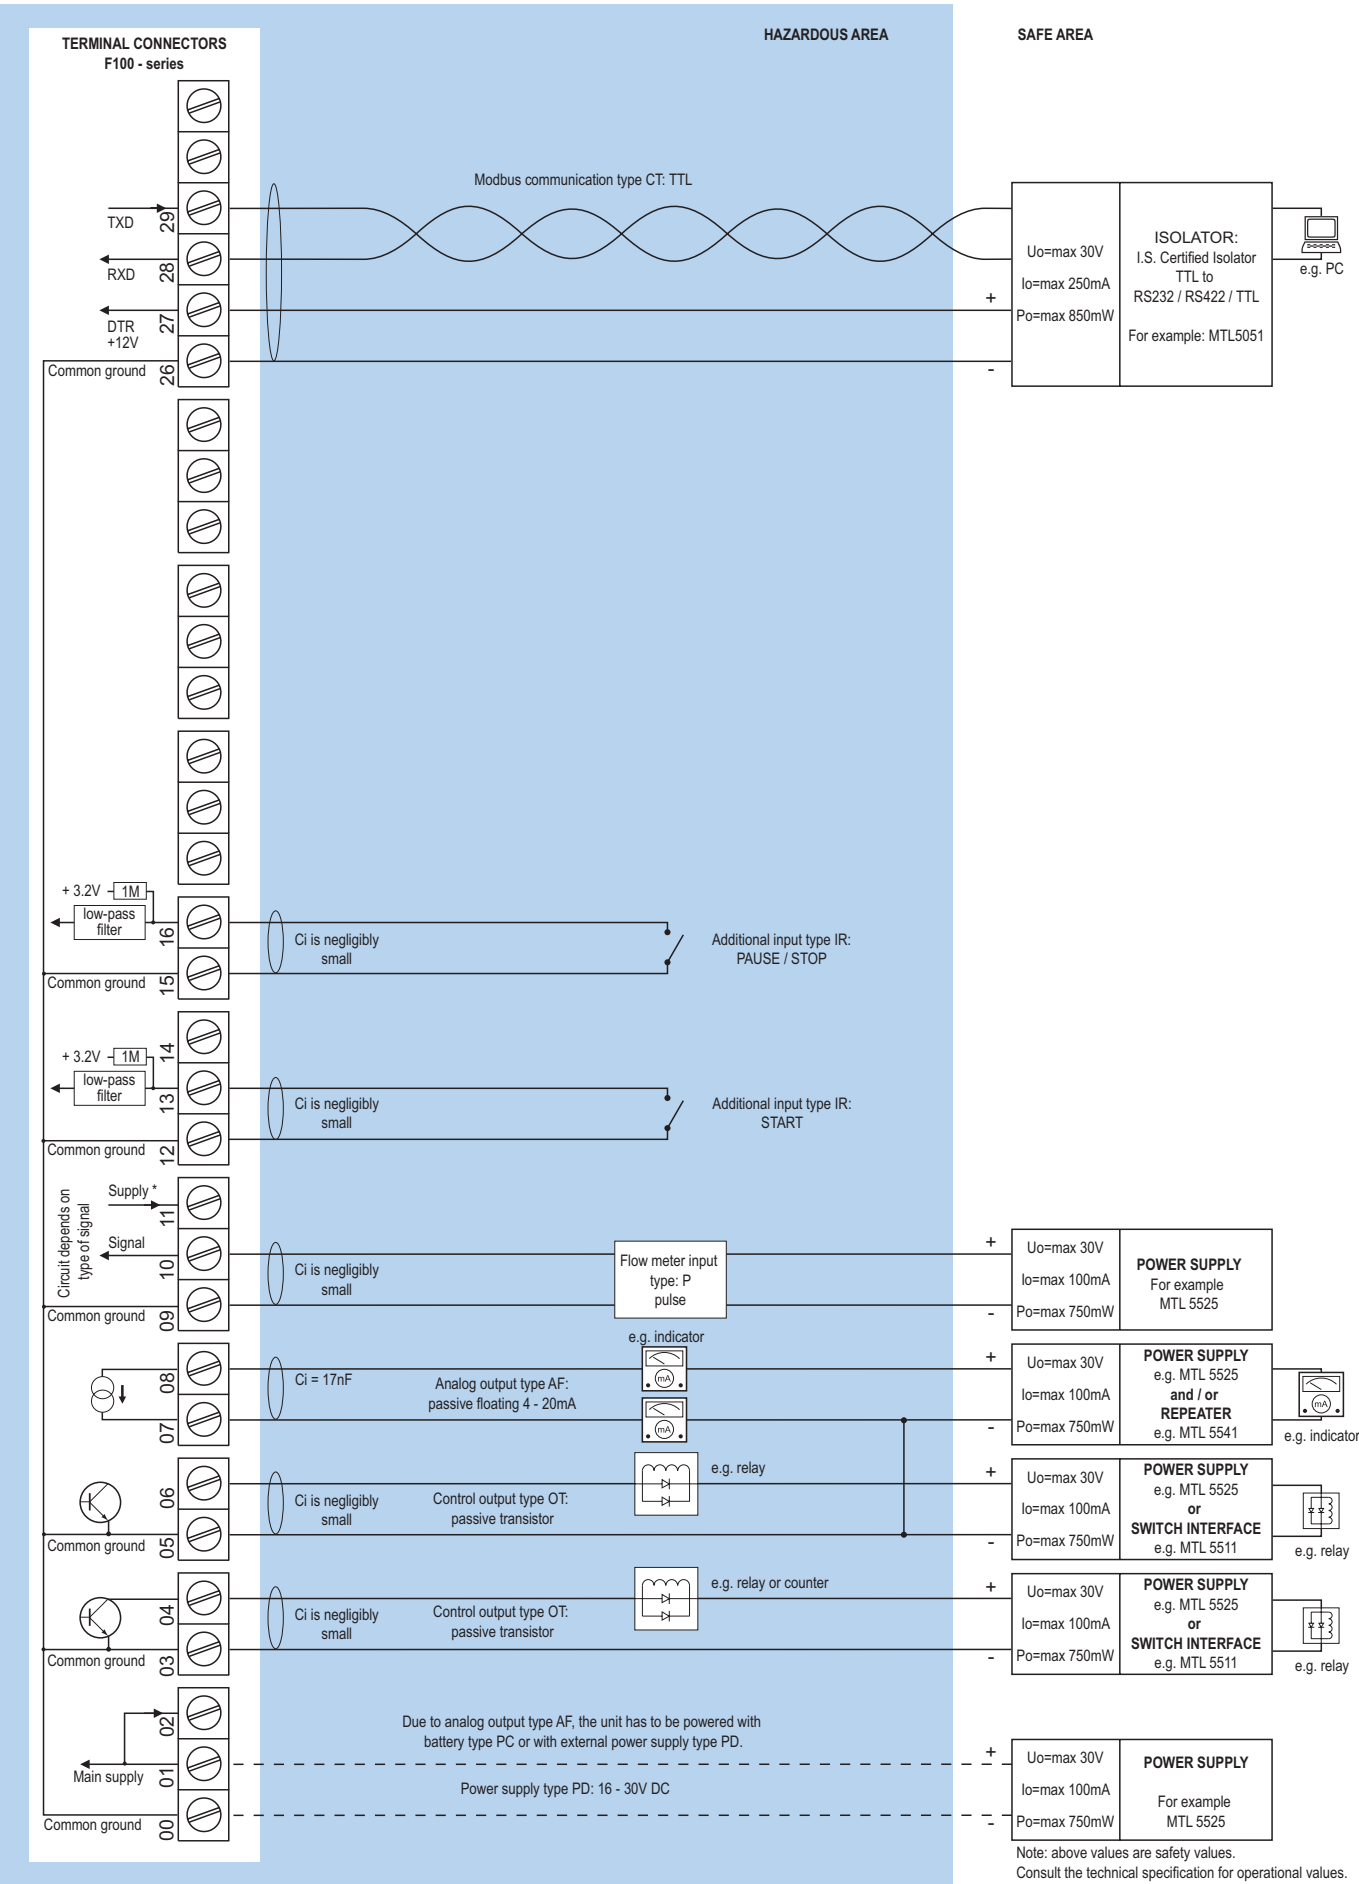 TERMINAL CONNECTORS
F100 - series
HAZARDOUS AREA
SAFE AREA
Modbus communication type CT: TTL
TXD
29
RXD
28
DTR
+12V
27
Common ground
26
+
-
Uo=max 30V
Io=max 250mA
Po=max 850mW
ISOLATOR:
I.S. Certified Isolator
TTL to
RS232 / RS422 / TTL
For example: MTL5051
e.g. PC
+ 3.2V
1M
low-pass
filter
16
Common ground
15
Ci is negligibly
small
Additional input type IR:
PAUSE / STOP
14
+ 3.2V
1M
low-pass
filter
13
Common ground
12
Ci is negligibly
small
Additional input type IR:
START
Circuit depends on
type of signal
Supply *
11
Signal
10
Common ground
09
Ci is negligibly
small
Flow meter input
type: P
pulse
+
-
Uo=max 30V
Io=max 100mA
Po=max 750mW
POWER SUPPLY
For example
MTL 5525
08
07
Ci = 17nF
Analog output type AF:
passive floating 4 - 20mA
e.g. indicator
mA
mA
+
-
Uo=max 30V
Io=max 100mA
Po=max 750mW
POWER SUPPLY
e.g. MTL 5525
and / or
REPEATER
e.g. MTL 5541
mA
e.g. indicator
06
Common ground
05
Ci is negligibly
small
Control output type OT:
passive transistor
e.g. relay
+
-
Uo=max 30V
Io=max 100mA
Po=max 750mW
POWER SUPPLY
e.g. MTL 5525
or
SWITCH INTERFACE
e.g. MTL 5511
e.g. relay
04
Common ground
03
Ci is negligibly
small
Control output type OT:
passive transistor
e.g. relay or counter
+
-
Uo=max 30V
Io=max 100mA
Po=max 750mW
POWER SUPPLY
e.g. MTL 5525
or
SWITCH INTERFACE
e.g. MTL 5511
e.g. relay
02
Main supply
01
Common ground
00
Due to analog output type AF, the unit has to be powered with
battery type PC or with external power supply type PD.
Power supply type PD: 16 - 30V DC
+
-
Uo=max 30V
Io=max 100mA
Po=max 750mW
POWER SUPPLY
For example
MTL 5525
Note: above values are safety values.
Consult the technical specification for operational values.